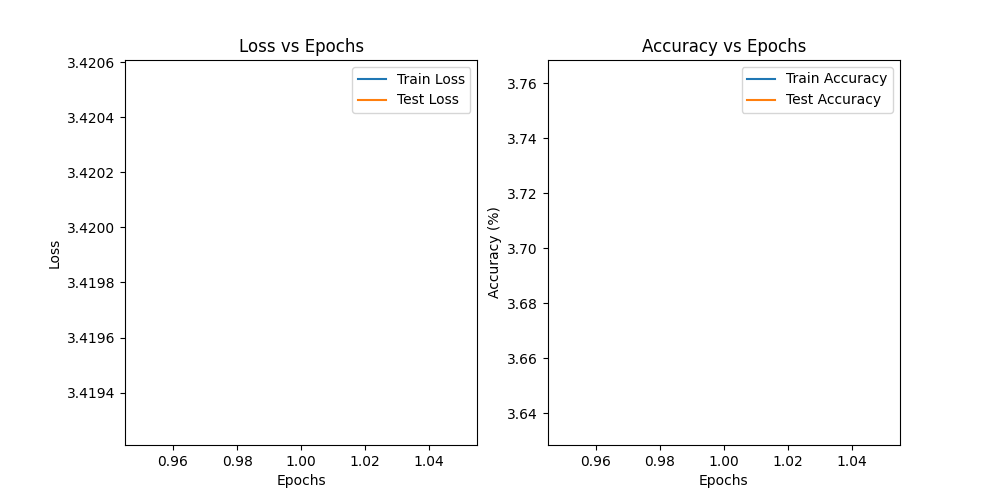 Loss vs Epochs
3.4206
3.4204
3.4202
3.4200
3.4198
3.4196
3.4194
Loss
Train Loss
Test Loss
0.96 0.98 1.00 1.02 1.04
Epochs
Accuracy vs Epochs
3.76
3.74
3.72
3.70
3.68
3.66
3.64
Accuracy (%)
Train Accuracy
Test Accuracy
0.96 0.98 1.00 1.02 1.04
Epochs